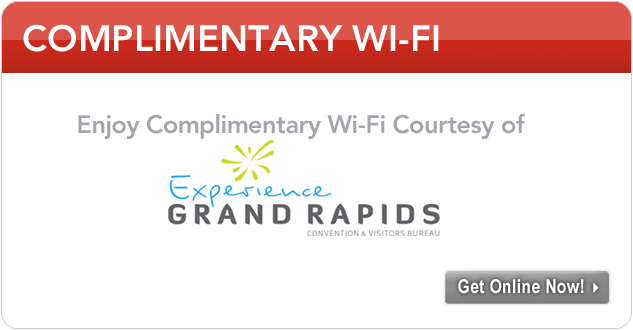 COMPLIMENTARY WI-FI
Enjoy Complimentary Wi-Fi Courtesy of
Experience
GRAND RAPIDS
CONVENTION & VISITORS BUREAU
Get Online Now!